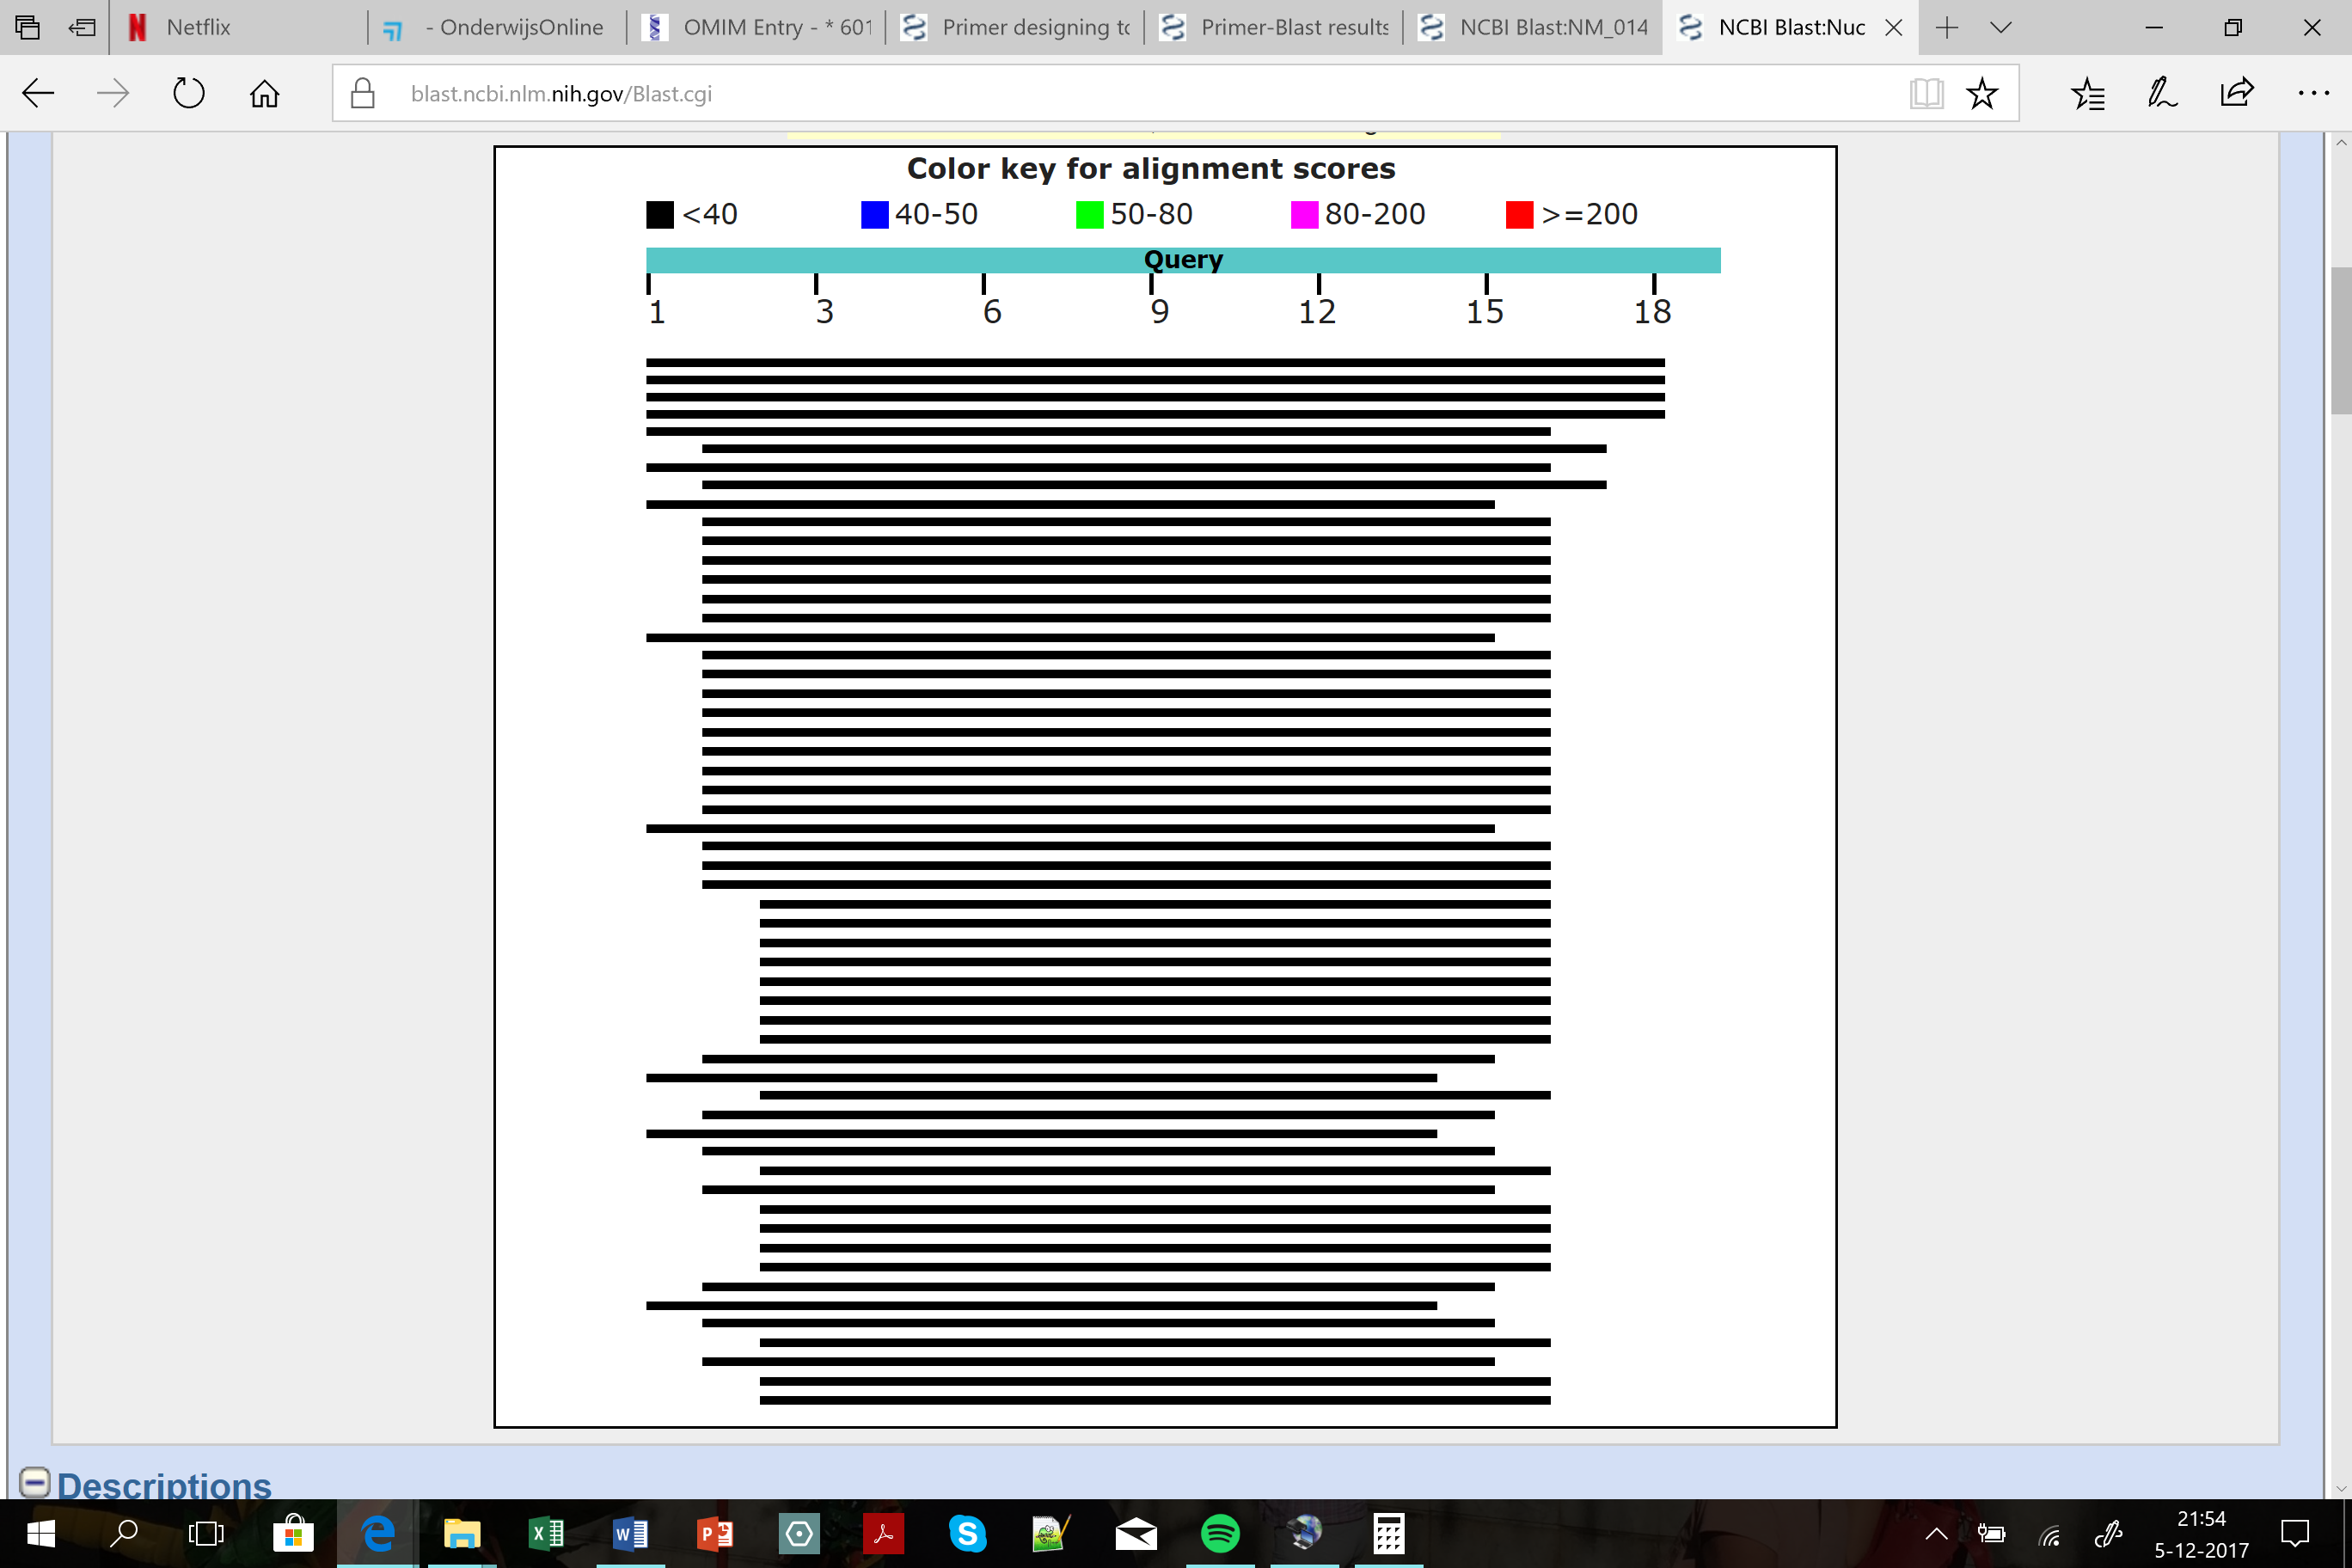 Netflix
- OnderwijsOnline
OMIM Entry - * 601
Primer designing to
Primer-Blast results
NCBI Blast:NM_014
NCBI Blast:Nuc
blast.ncbi.nlm.nih.gov/Blast.cgi
Color key for alignment scores
<40 40-50 50-80 80-200 >=200
Query
1 3 6 9 12 15 18
Descriptions
21:54
5-12-2017